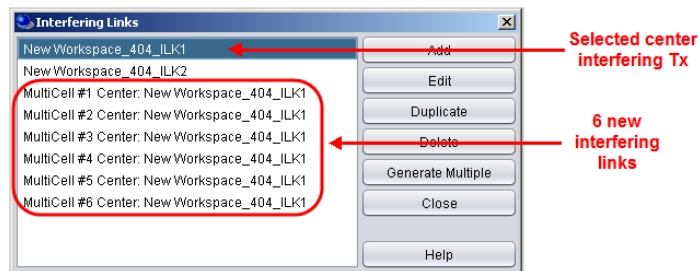 Interfering Links
New Workspace_404_ILK1
New Workspace_404_ILK2
MultiCell #1 Center: New Workspace_404_ILK1
MultiCell #2 Center: New Workspace_404_ILK1
MultiCell #3 Center: New Workspace_404_ILK1
MultiCell #4 Center: New Workspace_404_ILK1
MultiCell #5 Center: New Workspace_404_ILK1
MultiCell #6 Center: New Workspace_404_ILK1
Add
Edit
Duplicate
Delete
Generate Multiple
Close
Help
Selected center
interfering Tx
6 new
interfering
links